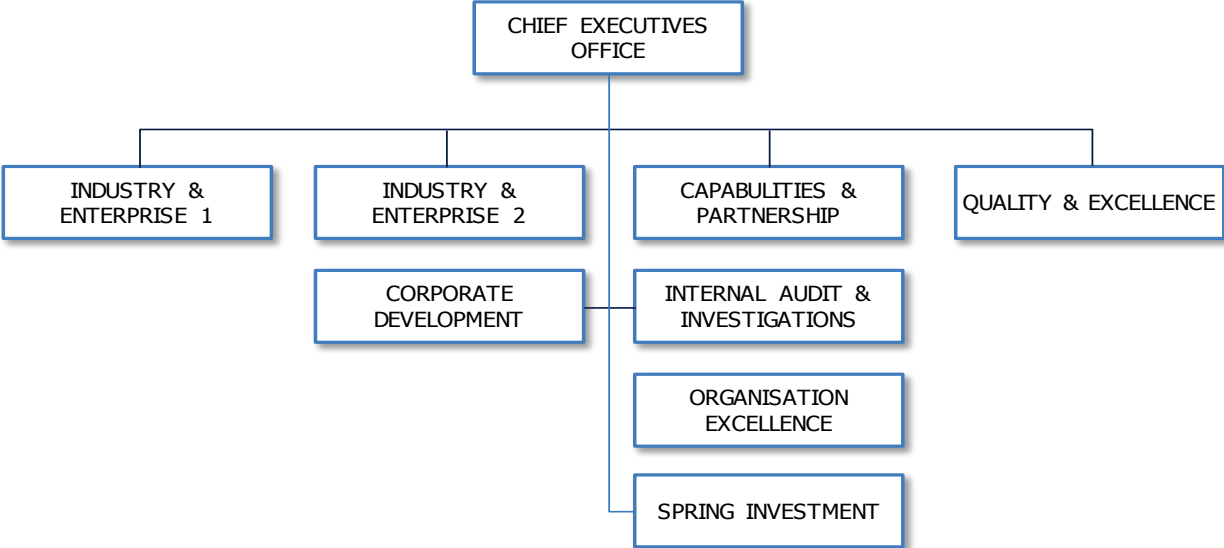 CHIEF EXECUTIVES
OFFICE
INDUSTRY &
ENTERPRISE 1
INDUSTRY &
ENTERPRISE 2
CAPABULITIES &
PARTNERSHIP
QUALITY & EXCELLENCE
CORPORATE
DEVELOPMENT
INTERNAL AUDIT &
INVESTIGATIONS
ORGANISATION
EXCELLENCE
SPRING INVESTMENT